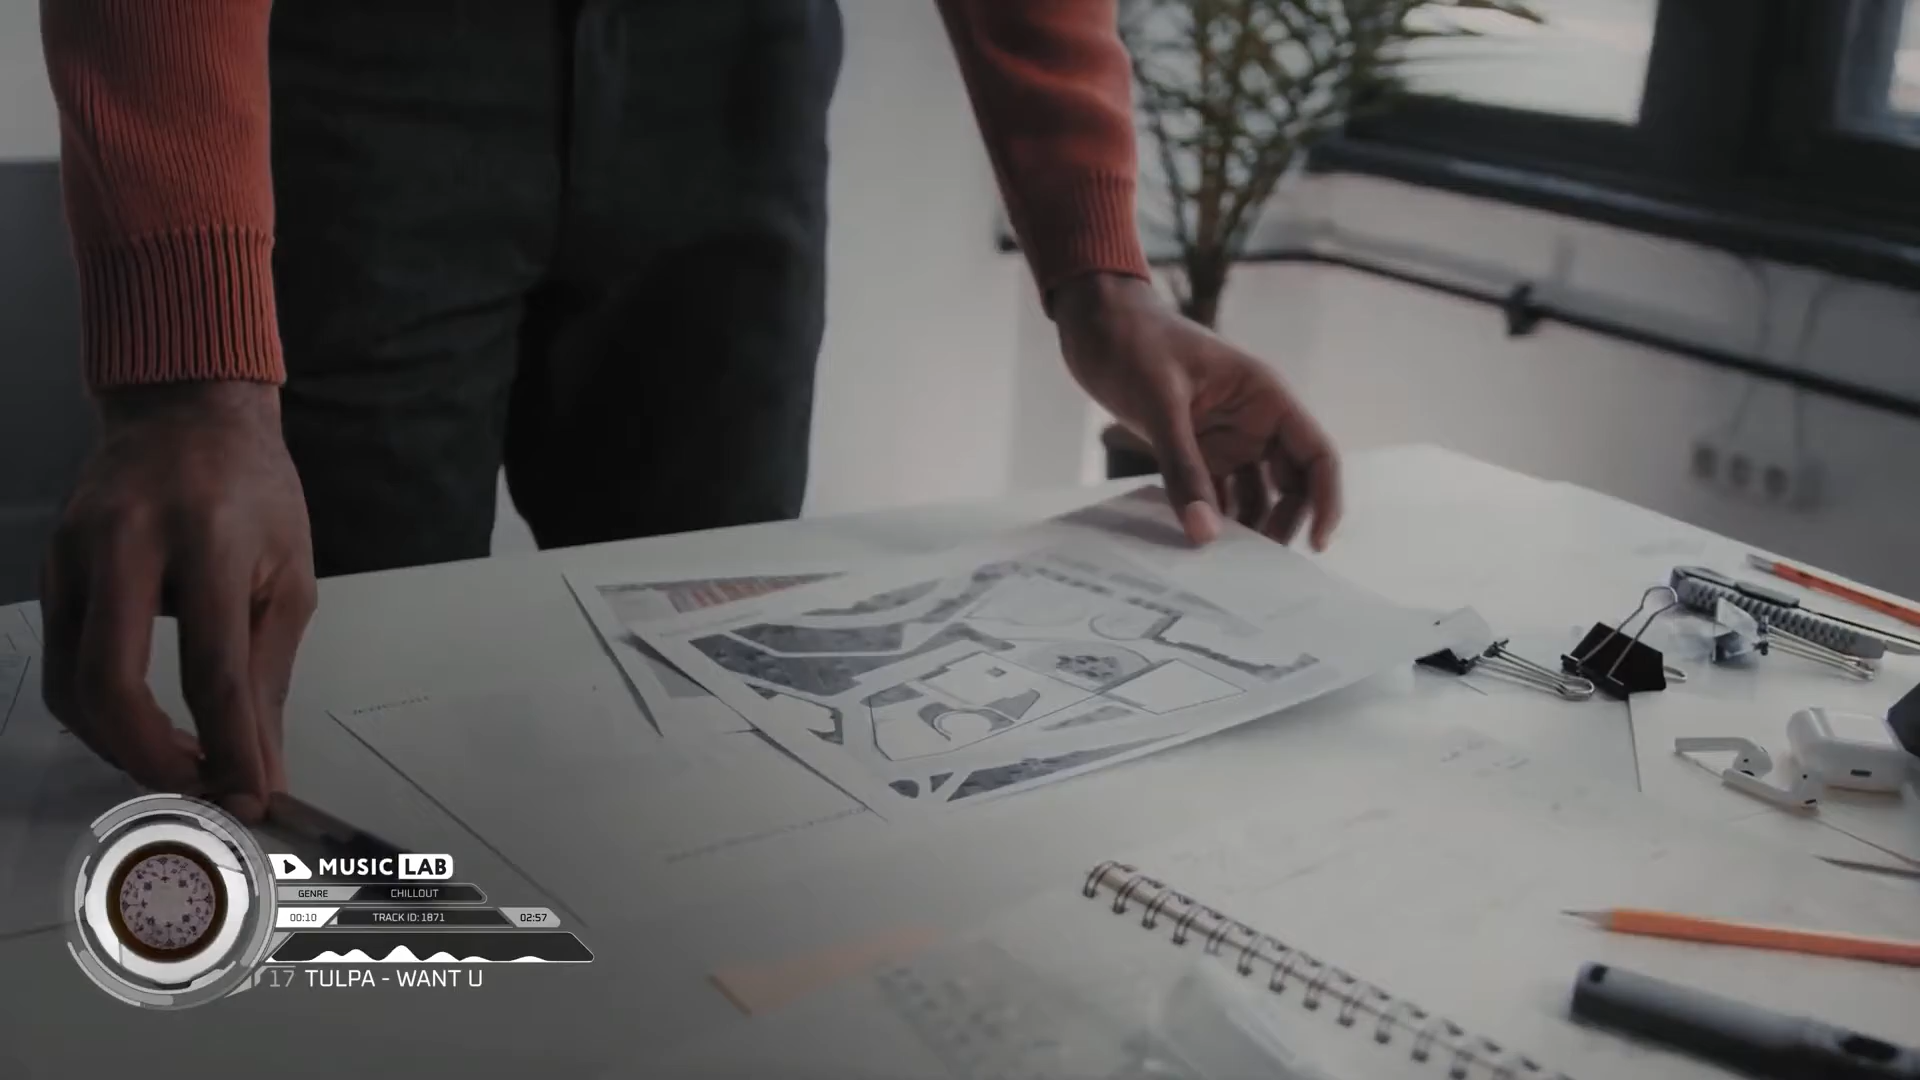 MUSIC LAB
GENRE CHILLOUT
00:10 TRACK ID:1871 02:57
17 TULPA - WANT U